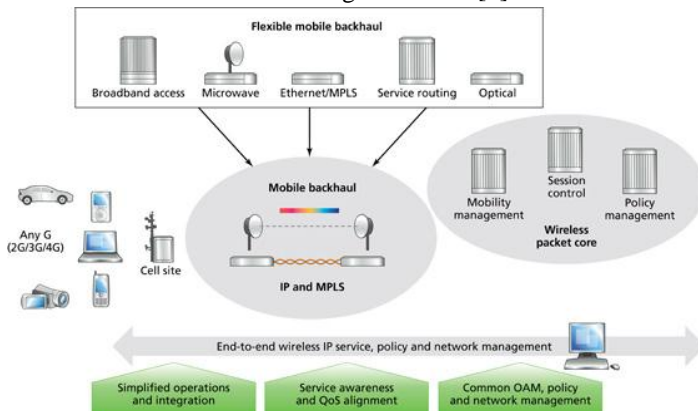 Flexible mobile backhaul
Broadband access
Microwave
Ethernet/MPLS
Service routing
Optical
Mobile backhaul
IP and MPLS
Any G
(2G/3G/4G)
Cell site
Mobility
management
Session
control
Policy
management
Wireless
packet core
End-to-end wireless IP service, policy and network management
Simplified operations
and integration
Service awareness
and QoS alignment
Common OAM, policy
and network management